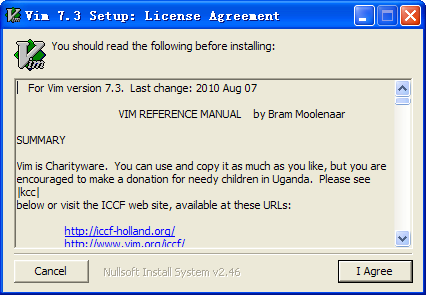 Vim 7.3 Setup: License Agreement
You should read the following before installing:
For Vim version 7.3.  Last change: 2010 Aug 07
VIM REFERENCE MANUAL    by Bram Moolenaar
SUMMARY
Vim is Charityware.  You can use and copy it as much as you like, but you are
encouraged to make a donation for needy children in Uganda.  Please see
|kcc|
below or visit the ICCF web site, available at these URLs:
http://iccf-holland.org/
http://www.vim.org/iccf/
Cancel
Nullsoft Install System v2.46
I Agree